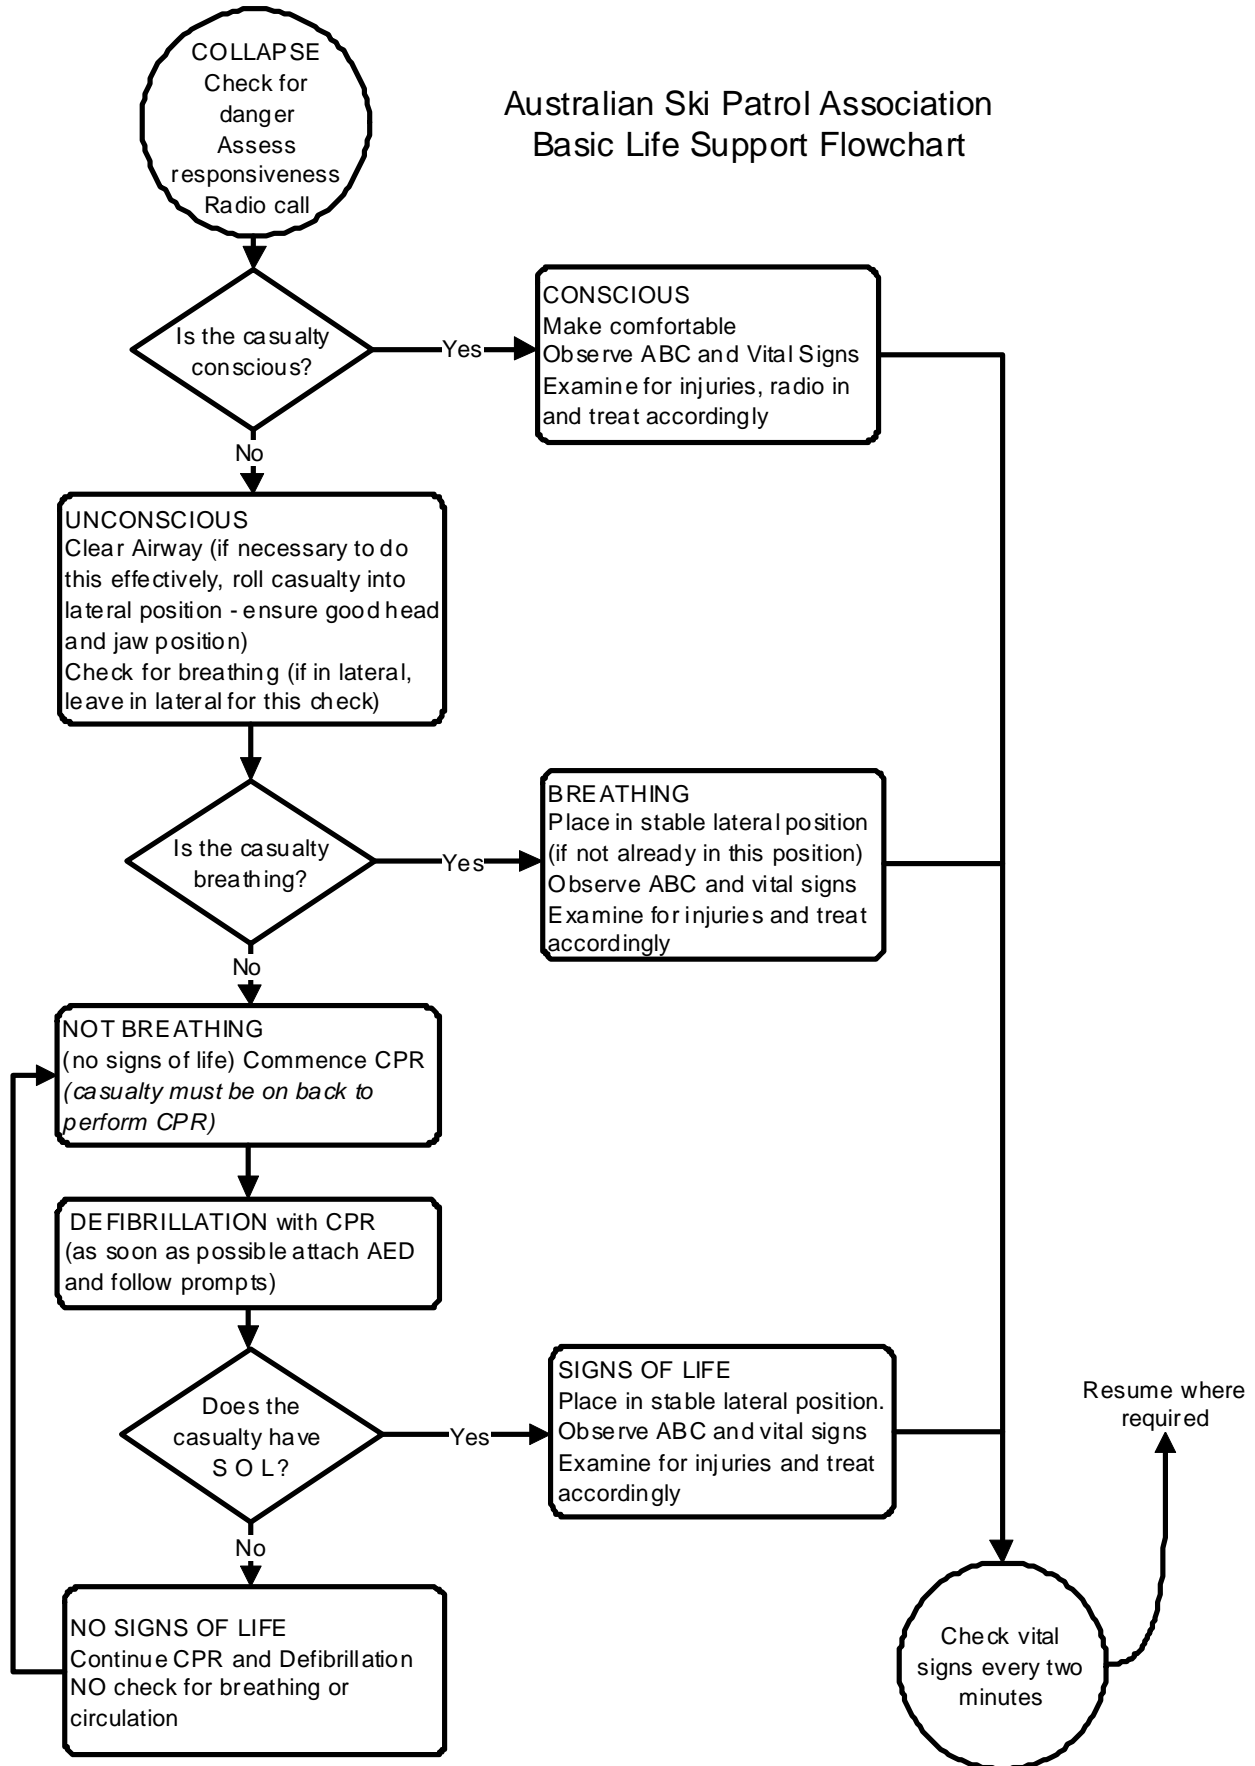 COLLAPSE
Check for
danger
Assess
responsiveness
Radio call
Australian Ski Patrol Association
Basic Life Support Flowchart
Is the casualty
conscious?
Yes
CONSCIOUS
Make comfortable
Observe ABC and Vital Signs
Examine for injuries, radio in
and treat accordingly
No
UNCONSCIOUS
Clear Airway (if necessary to do
this effectively, roll casualty into
lateral position - ensure good head
and jaw position)
Check for breathing (if in lateral,
leave in lateral for this check)
Is the casualty
breathing?
Yes
BREATHING
Place in stable lateral position
(if not already in this position)
Observe ABC and vital signs
Examine for injuries and treat
accordingly
No
NOT BREATHING
(no signs of life) Commence CPR
(casualty must be on back to
perform CPR)
DEFIBRILLATION with CPR
(as soon as possible attach AED
and follow prompts)
Does the
casualty have
S O L?
Yes
SIGNS OF LIFE
Place in stable lateral position.
Observe ABC and vital signs
Examine for injuries and treat
accordingly
Resume where
required
No
NO SIGNS OF LIFE
Continue CPR and Defibrillation
NO check for breathing or
circulation
Check vital
signs every two
minutes